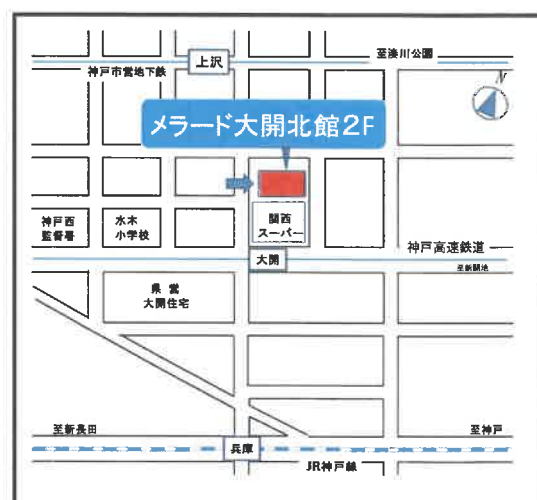 至湊川公園
上沢
神戸市営地下鉄
N
メラード大開北館2F
神戸西
監督署
水木
小学校
関西
スーパー
神戸高速鉄道
大開
至新開地
県営
大開住宅
至新長田
至神戸
兵庫
JR神戸線